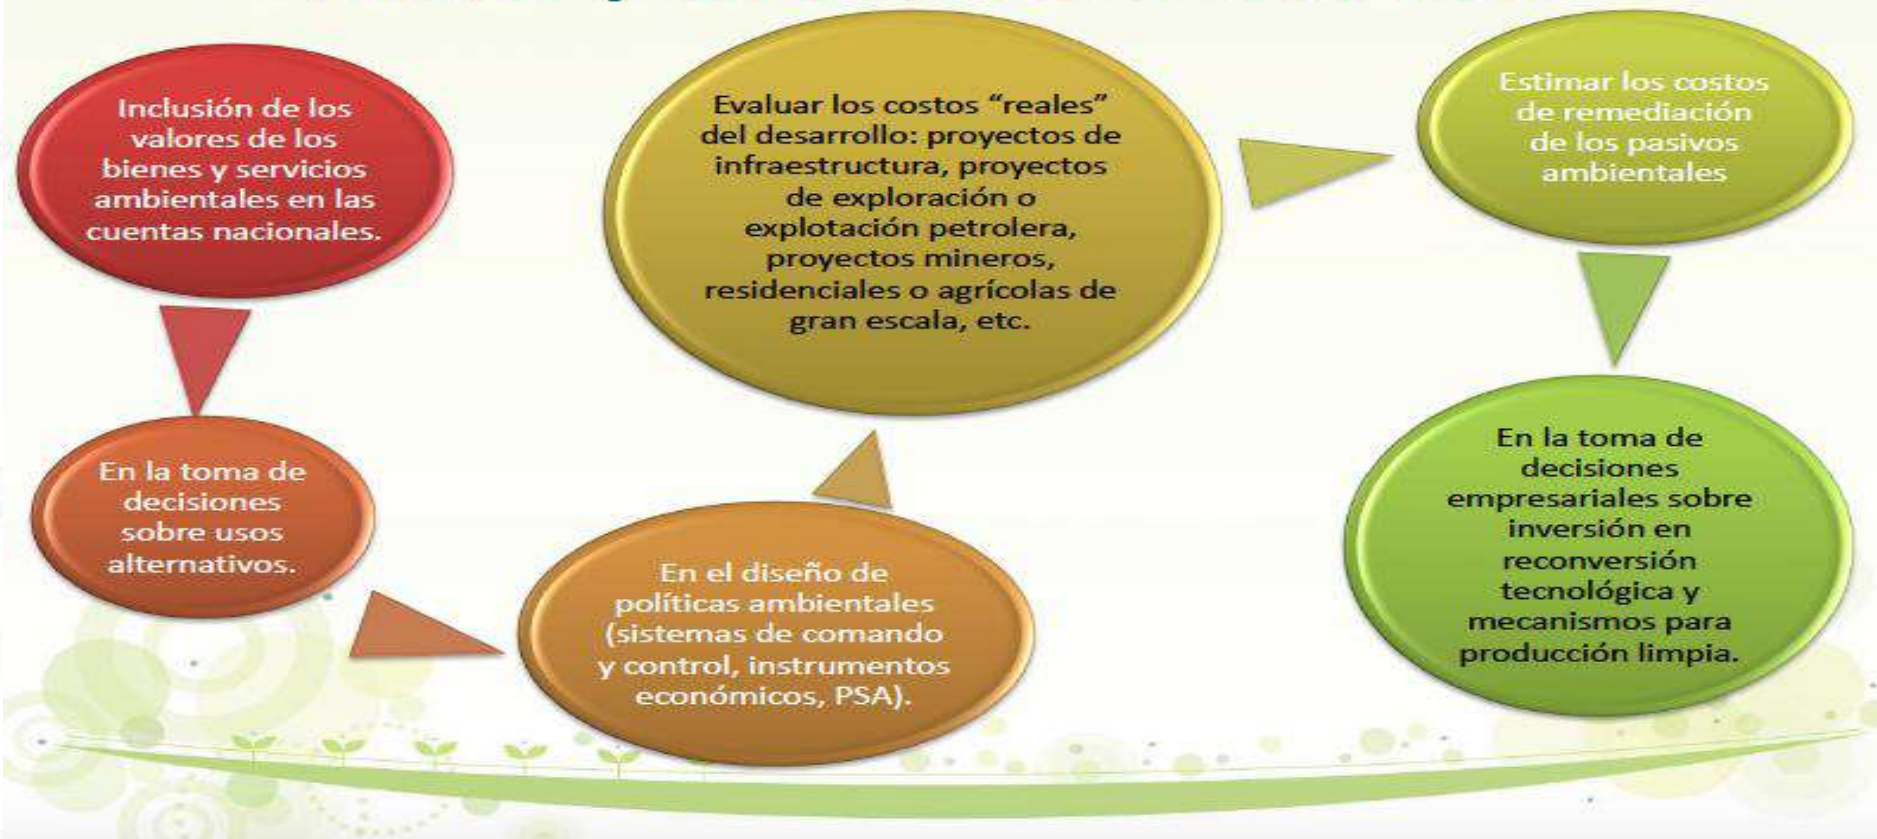 Inclusión de los
valores de los
bienes y servicios
ambientales en las
cuentas nacionales.
En la toma de
decisiones
sobre usos
alternativos.
En el diseño de
políticas ambientales
(sistemas de comando
y control, instrumentos
económicos, PSA).
Evaluar los costos “reales”
del desarrollo: proyectos de
infraestructura, proyectos
de exploración o
explotación petrolera,
proyectos mineros,
residenciales o agrícolas de
gran escala, etc.
Estimar los costos
de remediación
de los pasivos
ambientales
En la toma de
decisiones
empresariales sobre
inversión en
reconversión
tecnológica y
mecanismos para
producción limpia.